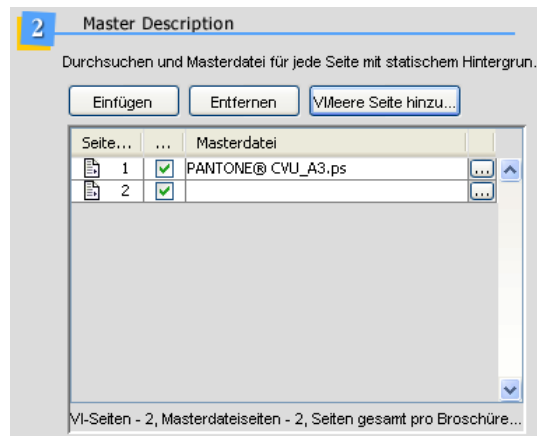 2 Master Description
Durchsuchen und Masterdatei für jede Seite mit statischem Hintergrun.
Einfügen Entfernen VMeere Seite hinzu...
Seite... ... Masterdatei
1 PANTONE® CVU_A3.ps ...
2 ...
VI-Seiten - 2, Masterdateiseiten - 2, Seiten gesamt pro Broschüre...